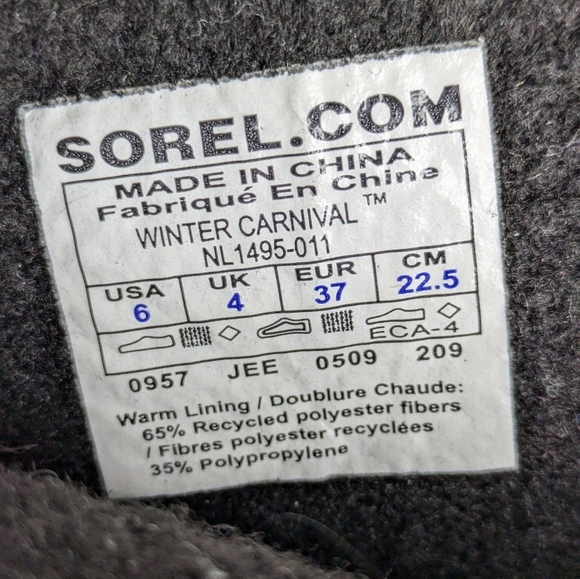 SOREL.COM
MADE IN CHINA
Fabriqué En Chine
WINTER CARNIVAL™
NL1495-011
USA UK EUR CM
6 4 37 22.5
ECA-4
0957 JEE 0509 209
Warm Lining / Doublure Chaude:
65% Recycled polyester fibers
/ Fibres polyester recyclées
35% Polypropylene